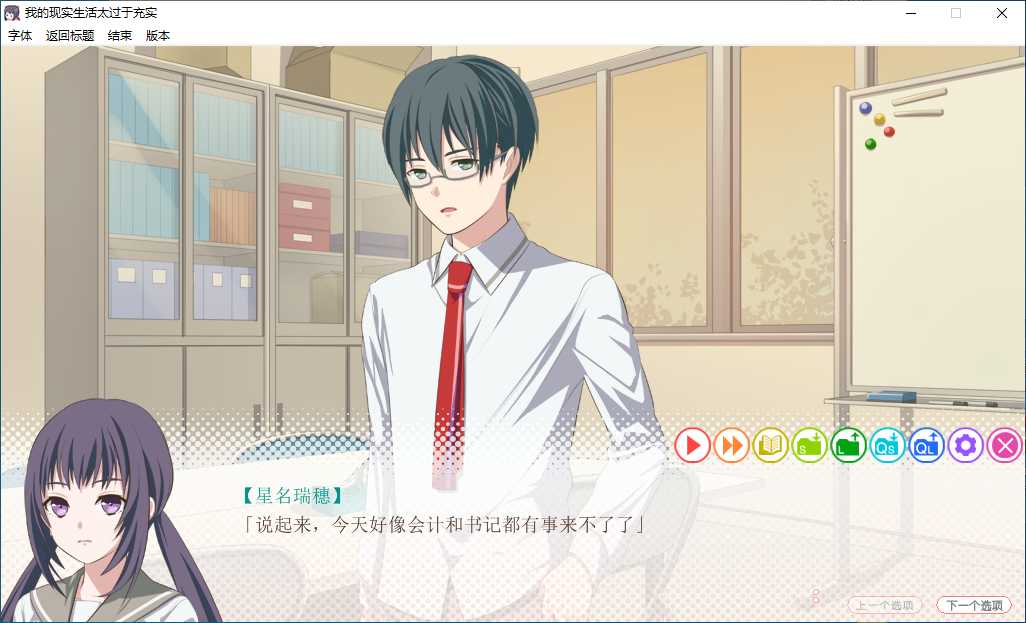 我的现实生活太过于充实
字体 返回标题 结束 版本
S L QS QL
【星名瑞穗】
「说起来，今天好像会计和书记都有事来不了了」
上一个选项 下一个选项